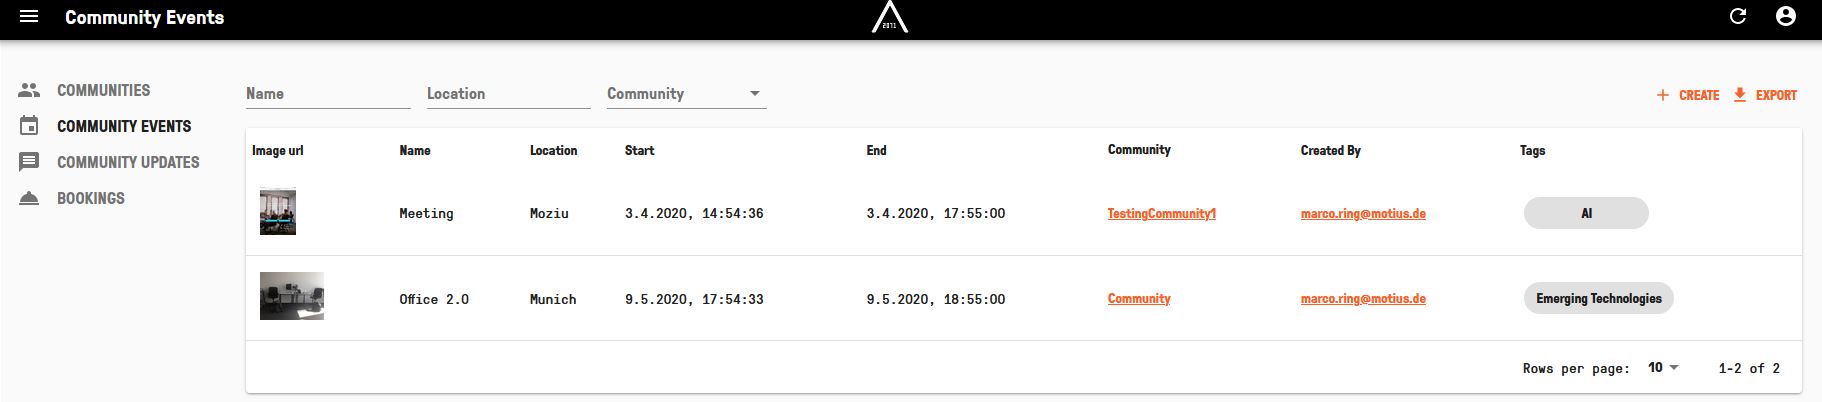 Community Events
2071
COMMUNITIES
COMMUNITY EVENTS
COMMUNITY UPDATES
BOOKINGS
Name Location Community
CREATE EXPORT
Image url Name Location Start End Community Created By Tags
Meeting Moziu 3.4.2020, 14:54:36 3.4.2020, 17:55:00 TestingCommunity1 marco.ring@motius.de AI
Office 2.0 Munich 9.5.2020, 17:54:33 9.5.2020, 18:55:00 Community marco.ring@motius.de Emerging Technologies
Rows per page: 10 1-2 of 2